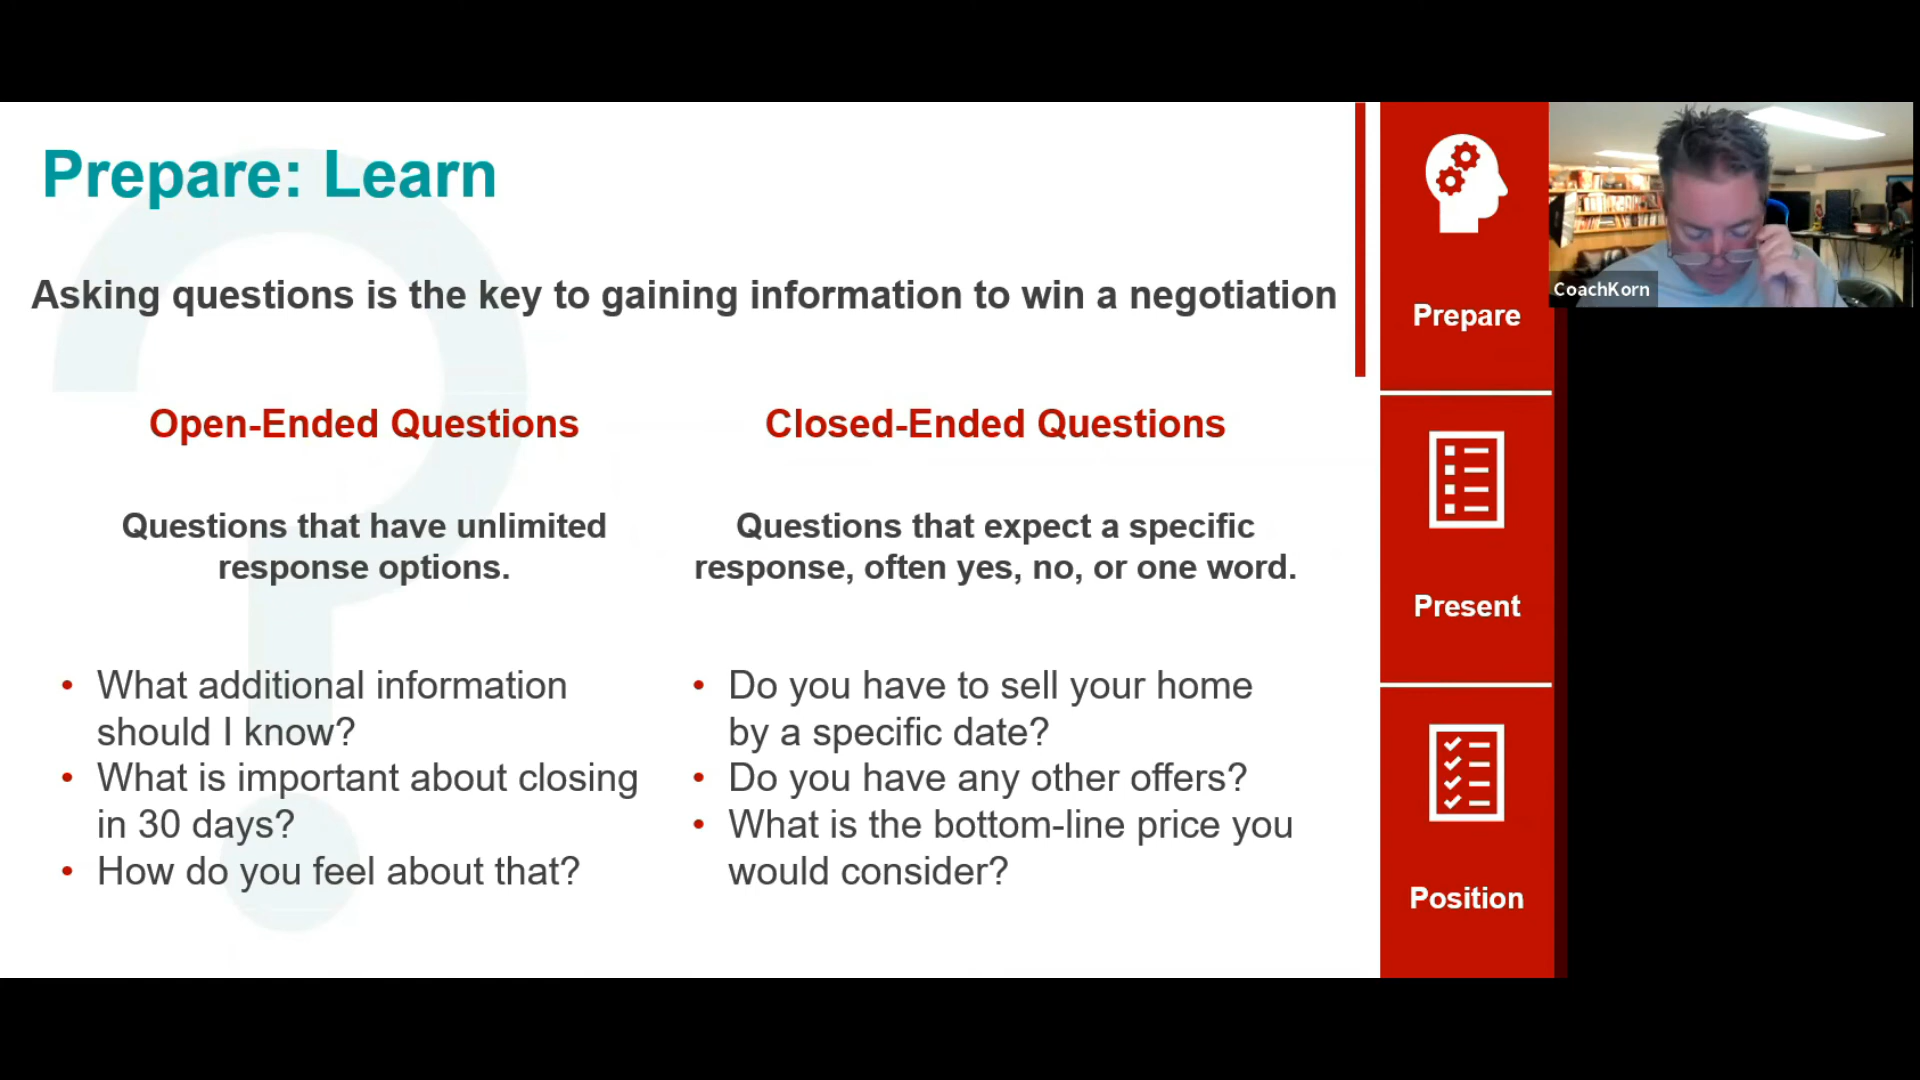 Prepare: Learn
Asking questions is the key to gaining information to win a negotiation
Open-Ended Questions
Questions that have unlimited
response options.
• What additional information
should I know?
• What is important about closing
in 30 days?
• How do you feel about that?
Closed-Ended Questions
Questions that expect a specific
response, often yes, no, or one word.
• Do you have to sell your home
by a specific date?
• Do you have any other offers?
• What is the bottom-line price you
would consider?
Prepare
Present
Position
CoachKorn